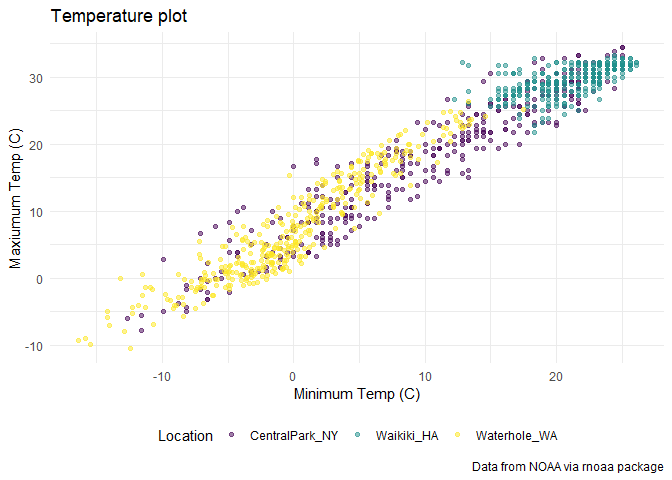 Temperature plot
30
20
10
0
-10
Maxiumum Temp (C)
-10 0 10 20
Minimum Temp (C)
Location CentralPark_NY Waikiki_HA Waterhole_WA
Data from NOAA via rnoaa package